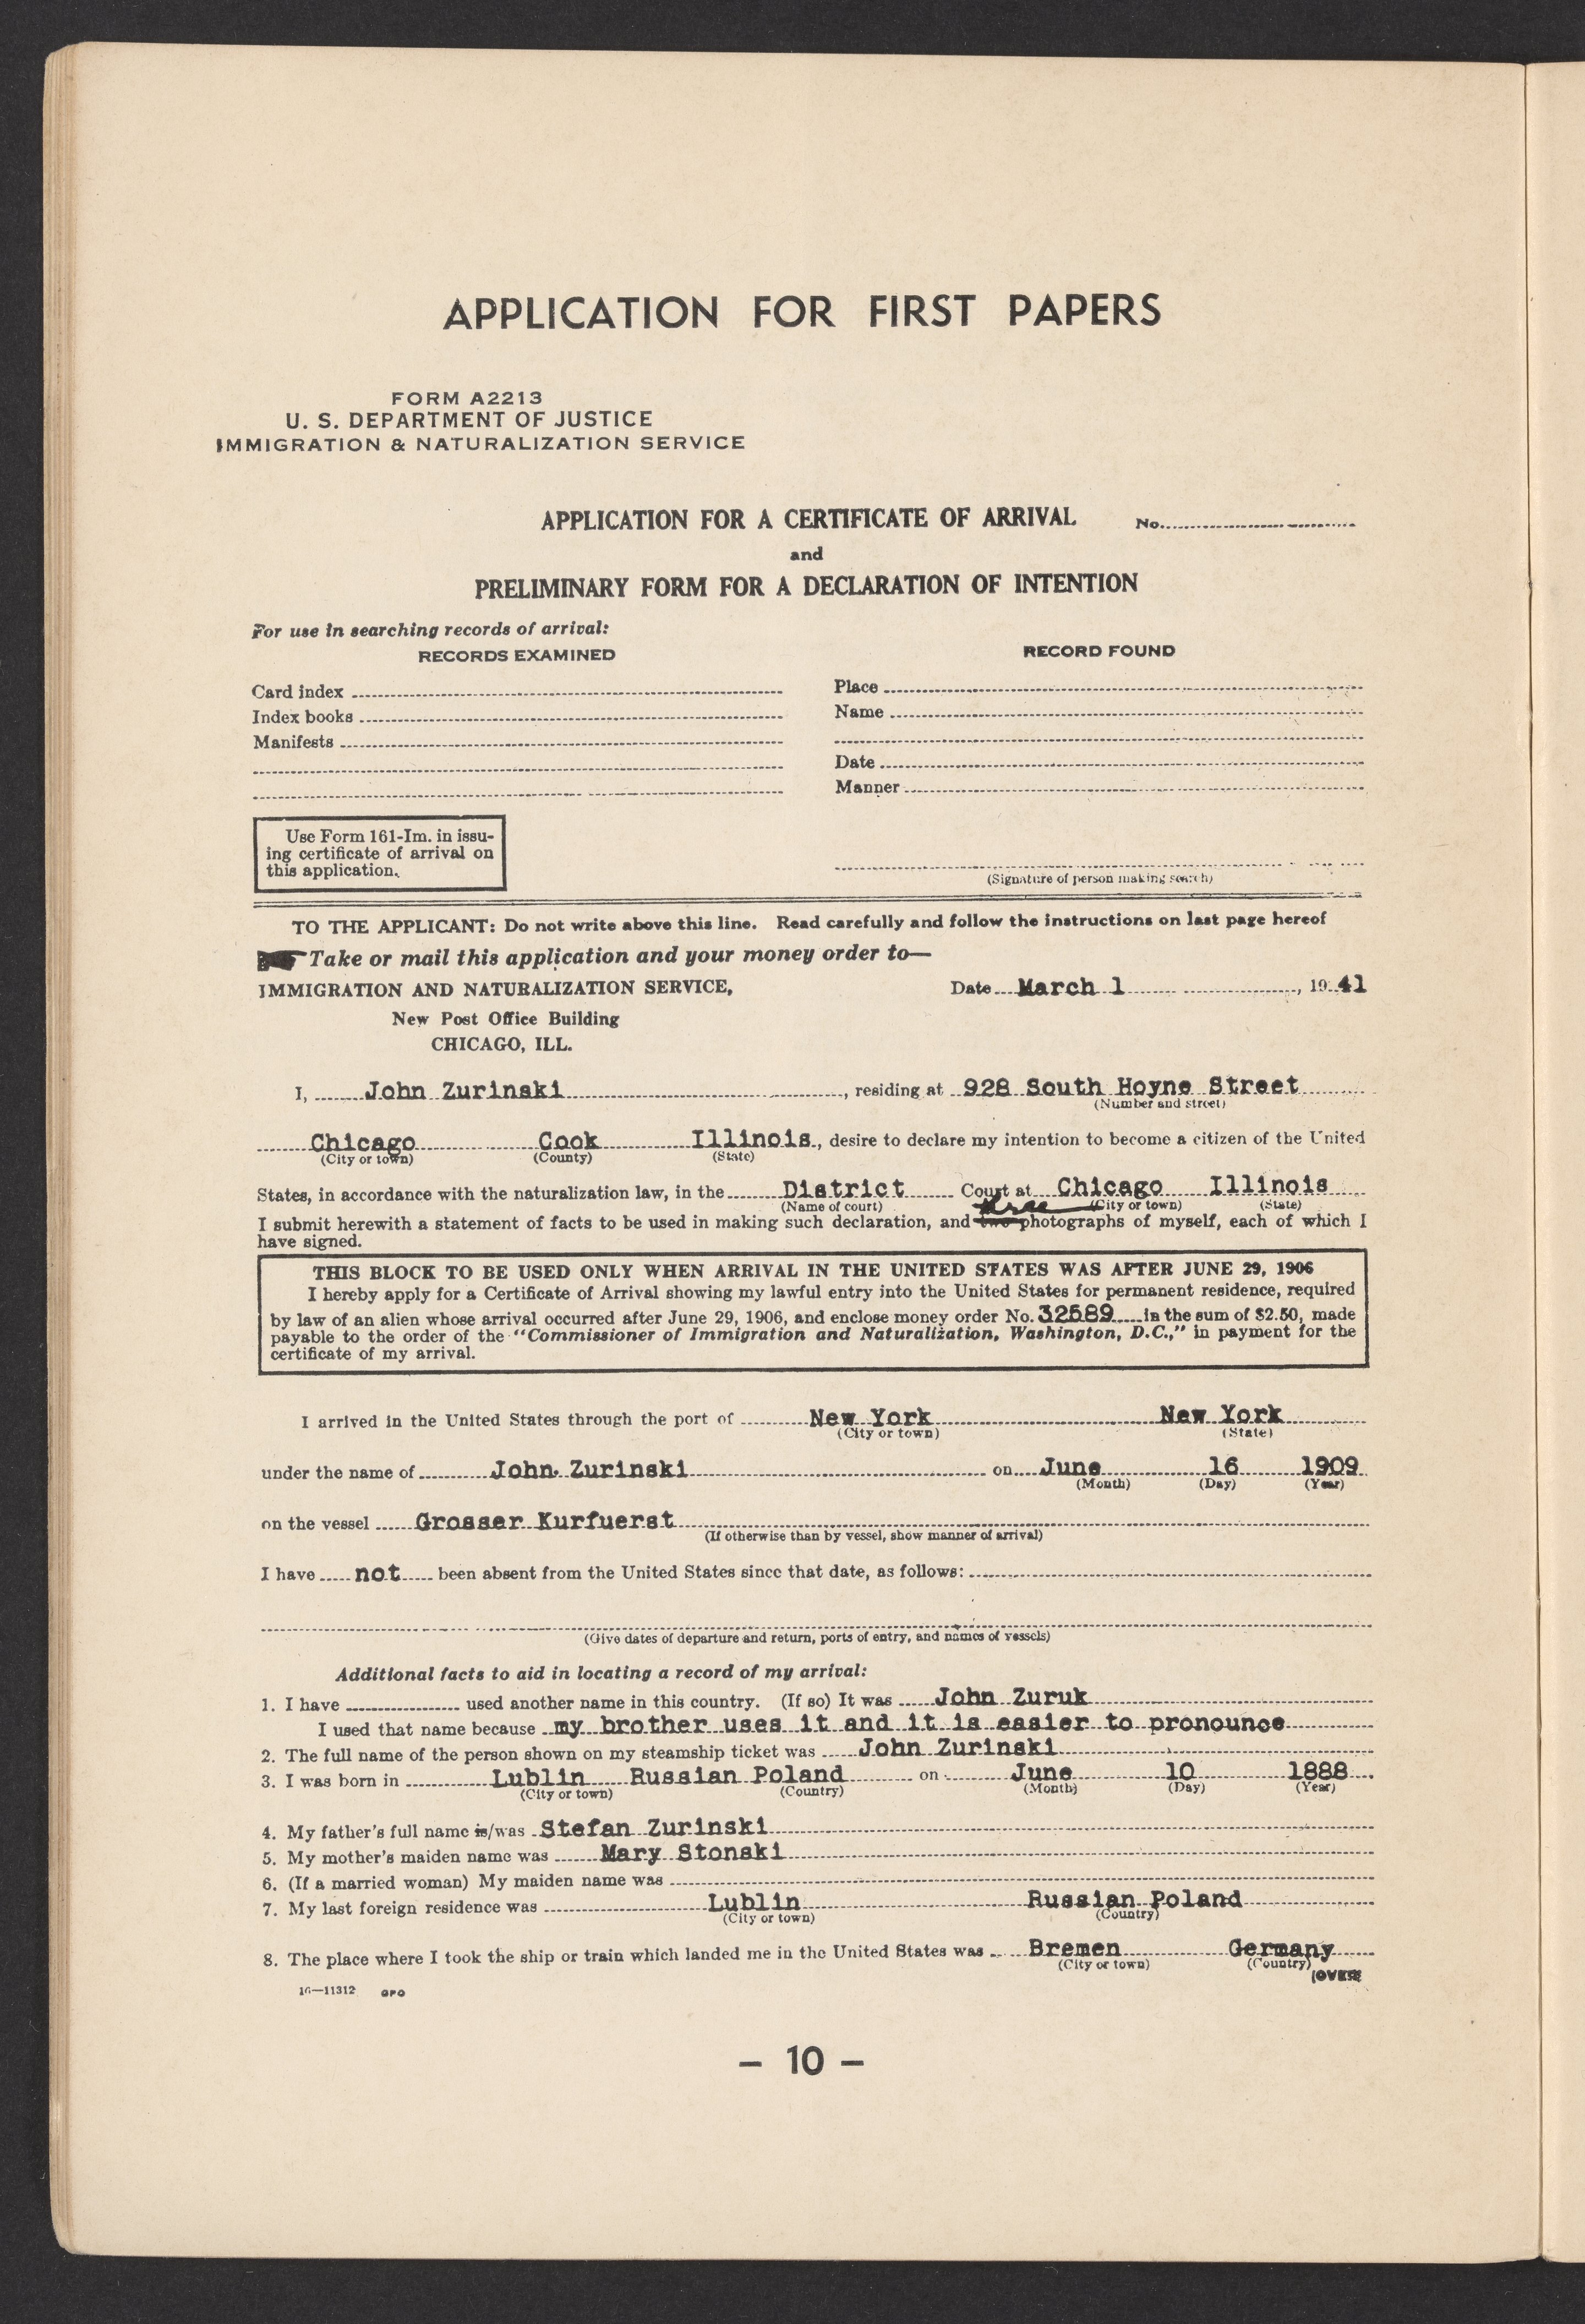 APPLICATION FOR FIRST PAPERS
FORM A2213
U. S. DEPARTMENT OF JUSTICE
IMMIGRATION & NATURALIZATION SERVICE
APPLICATION FOR A CERTIFICATE OF ARRIVAL No.
and
PRELIMINARY FORM FOR A DECLARATION OF INTENTION
For use in searching records of arrival:
RECORDS EXAMINED
Card index
Index books
Manifests
RECORD FOUND
Place
Name
Date
Manner
Use Form 161-Im. in issu-
ing certificate of arrival on
this application.
(Signature of person making search)
TO THE APPLICANT: Do not write above this line. Read carefully and follow the instructions on last page hereof
Take or mail this application and your money order to—
IMMIGRATION AND NATURALIZATION SERVICE, Date March 1, 1941
New Post Office Building
CHICAGO, ILL.
I, John Zurinski, residing at 928 South Hoyne Street
(Number and street)
Chicago Cook Illinois, desire to declare my intention to become a citizen of the United
(City or town) (County) (State)
States, in accordance with the naturalization law, in the District Court at Chicago Illinois
(Name of court) (City or town) (State)
I submit herewith a statement of facts to be used in making such declaration, and two three photographs of myself, each of which I
have signed.
THIS BLOCK TO BE USED ONLY WHEN ARRIVAL IN THE UNITED STATES WAS AFTER JUNE 29, 1906
I hereby apply for a Certificate of Arrival showing my lawful entry into the United States for permanent residence, required
by law of an alien whose arrival occurred after June 29, 1906, and enclose money order No. 32589 in the sum of $2.50, made
payable to the order of the "Commissioner of Immigration and Naturalization, Washington, D.C.," in payment for the
certificate of my arrival.
I arrived in the United States through the port of New York New York
(City or town) (State)
under the name of John Zurinski on June 16 1909
(Month) (Day) (Year)
on the vessel Grosser Kurfuerst
(If otherwise than by vessel, show manner of arrival)
I have not been absent from the United States since that date, as follows:
(Give dates of departure and return, ports of entry, and names of vessels)
Additional facts to aid in locating a record of my arrival:
1. I have used another name in this country. (If so) It was John Zuruk
I used that name because my brother uses it and it is easier to pronounce
2. The full name of the person shown on my steamship ticket was John Zurinski
3. I was born in Lublin Russian Poland on June 10 1888
(City or town) (Country) (Month) (Day) (Year)
4. My father's full name is/was Stefan Zurinski
5. My mother's maiden name was Mary Stonski
6. (If a married woman) My maiden name was
7. My last foreign residence was Lublin Russian Poland
(City or town) (Country)
8. The place where I took the ship or train which landed me in the United States was Bremen Germany
(City or town) (Country)
(OVER)
16—11312 GPO
– 10 –